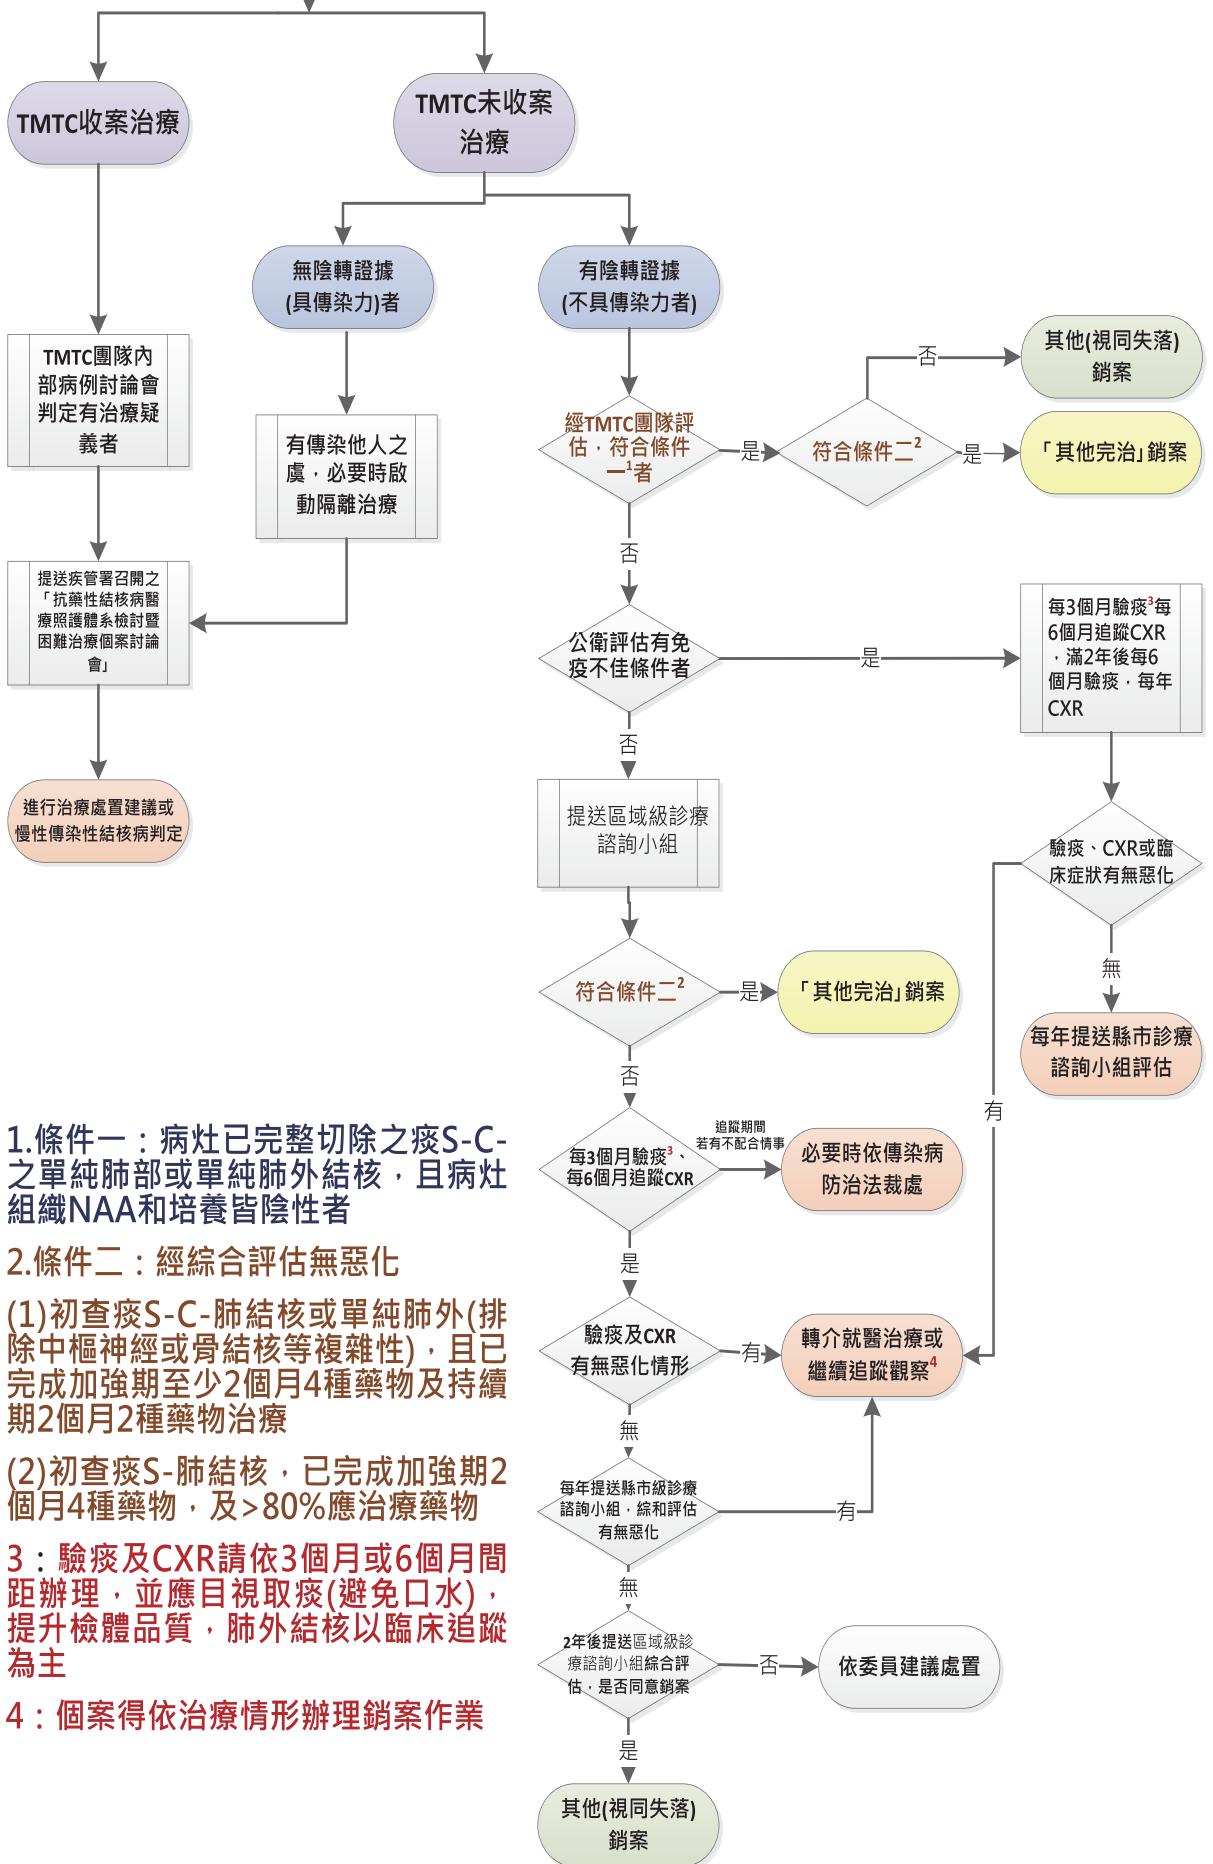 TMTC收案治療
TMTC未收案
治療
無陰轉證據
(具傳染力)者
有陰轉證據
(不具傳染力者)
TMTC團隊內
部病例討論會
判定有治療疑
義者
有傳染他人之
虞，必要時啟
動隔離治療
經TMTC團隊評
估，符合條件
一1者
是
符合條件二2
否
其他(視同失落)
銷案
是
「其他完治」銷案
否
提送疾管署召開之
「抗藥性結核病醫
療照護體系檢討暨
困難治療個案討論
會」
進行治療處置建議或
慢性傳染性結核病判定
公衛評估有免
疫不佳條件者
是
每3個月驗痰3每
6個月追蹤CXR
，滿2年後每6
個月驗痰，每年
CXR
否
提送區域級診療
諮詢小組
驗痰、CXR或臨
床症狀有無惡化
無
每年提送縣市診療
諮詢小組評估
有
符合條件二2
是
「其他完治」銷案
否
每3個月驗痰3、
每6個月追蹤CXR
追蹤期間
若有不配合情事
必要時依傳染病
防治法裁處
是
驗痰及CXR
有無惡化情形
有
轉介就醫治療或
繼續追蹤觀察4
無
每年提送縣市級診療
諮詢小組，綜和評估
有無惡化
有
無
2年後提送區域級診
療諮詢小組綜合評
估，是否同意銷案
否
依委員建議處置
是
其他(視同失落)
銷案
1.條件一：病灶已完整切除之痰S-C-
之單純肺部或單純肺外結核，且病灶
組織NAA和培養皆陰性者
2.條件二：經綜合評估無惡化
(1)初查痰S-C-肺結核或單純肺外(排
除中樞神經或骨結核等複雜性)，且已
完成加強期至少2個月4種藥物及持續
期2個月2種藥物治療
(2)初查痰S-肺結核，已完成加強期2
個月4種藥物，及>80%應治療藥物
3：驗痰及CXR請依3個月或6個月間
距辦理，並應目視取痰(避免口水)，
提升檢體品質，肺外結核以臨床追蹤
為主
4：個案得依治療情形辦理銷案作業